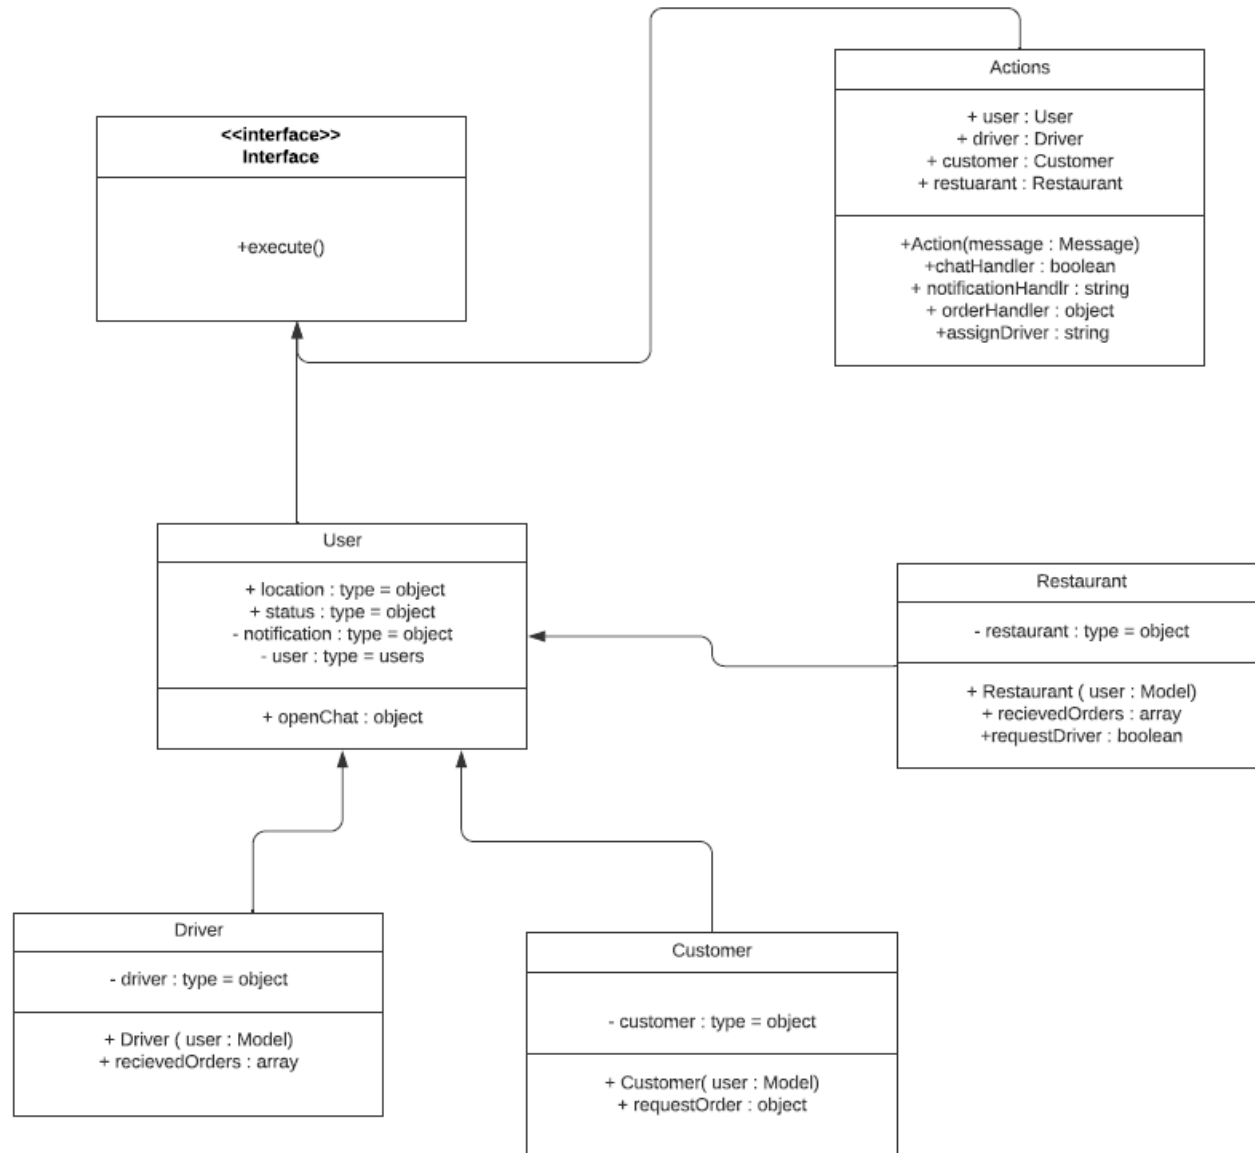 Actions
+ user : User
+ driver : Driver
+ customer : Customer
+ restuarant : Restaurant
+Action(message : Message)
+chatHandler : boolean
+ notificationHandlr : string
+ orderHandler : object
+assignDriver : string
<<interface>>
Interface
+execute()
User
+ location : type = object
+ status : type = object
- notification : type = object
- user : type = users
+ openChat : object
Restaurant
- restaurant : type = object
+ Restaurant ( user : Model)
+ recievedOrders : array
+requestDriver : boolean
Driver
- driver : type = object
+ Driver ( user : Model)
+ recievedOrders : array
Customer
- customer : type = object
+ Customer( user : Model)
+ requestOrder : object